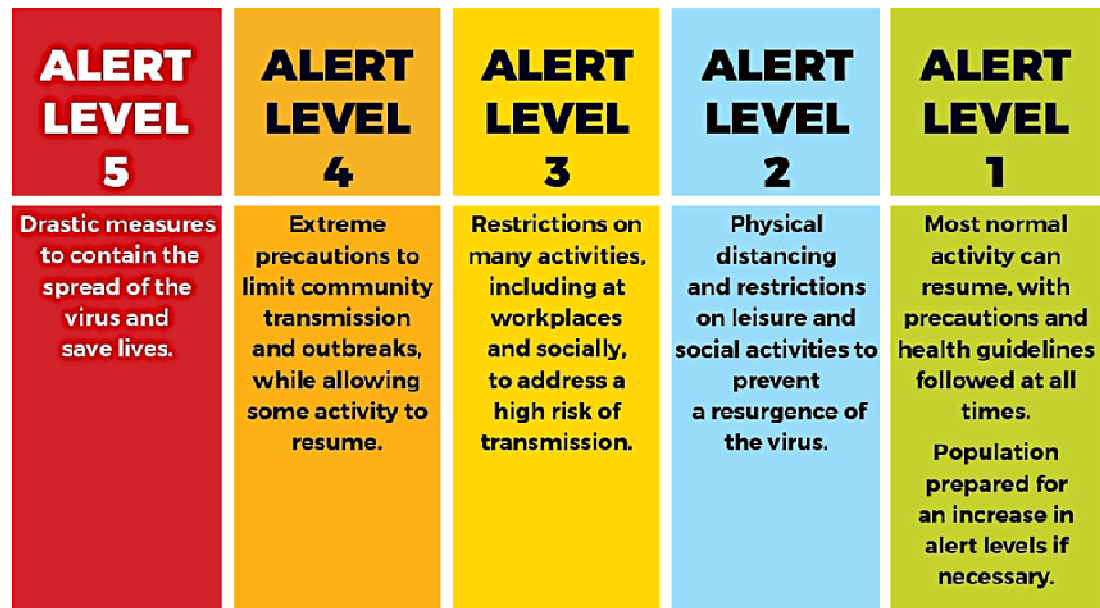 ALERT
LEVEL
5
Drastic measures
to contain the
spread of the
virus and
save lives.
ALERT
LEVEL
4
Extreme
precautions to
limit community
transmission
and outbreaks,
while allowing
some activity to
resume.
ALERT
LEVEL
3
Restrictions on
many activities,
including at
workplaces
and socially,
to address a
high risk of
transmission.
ALERT
LEVEL
2
Physical
distancing
and restrictions
on leisure and
social activities to
prevent
a resurgence of
the virus.
ALERT
LEVEL
1
Most normal
activity can
resume, with
precautions and
health guidelines
followed at all
times.
Population
prepared for
an increase in
alert levels if
necessary.